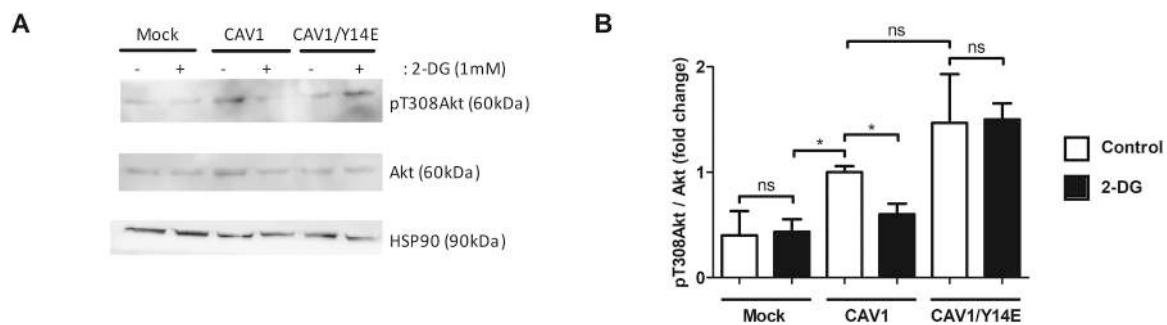 A
Mock CAV1 CAV1/Y14E
- + - + - + : 2-DG (1mM)
pT308Akt (60kDa)
Akt (60kDa)
HSP90 (90kDa)
B
pT308Akt / Akt (fold change)
2
1
0
ns
*
*
ns
ns
Mock CAV1 CAV1/Y14E
Control
2-DG